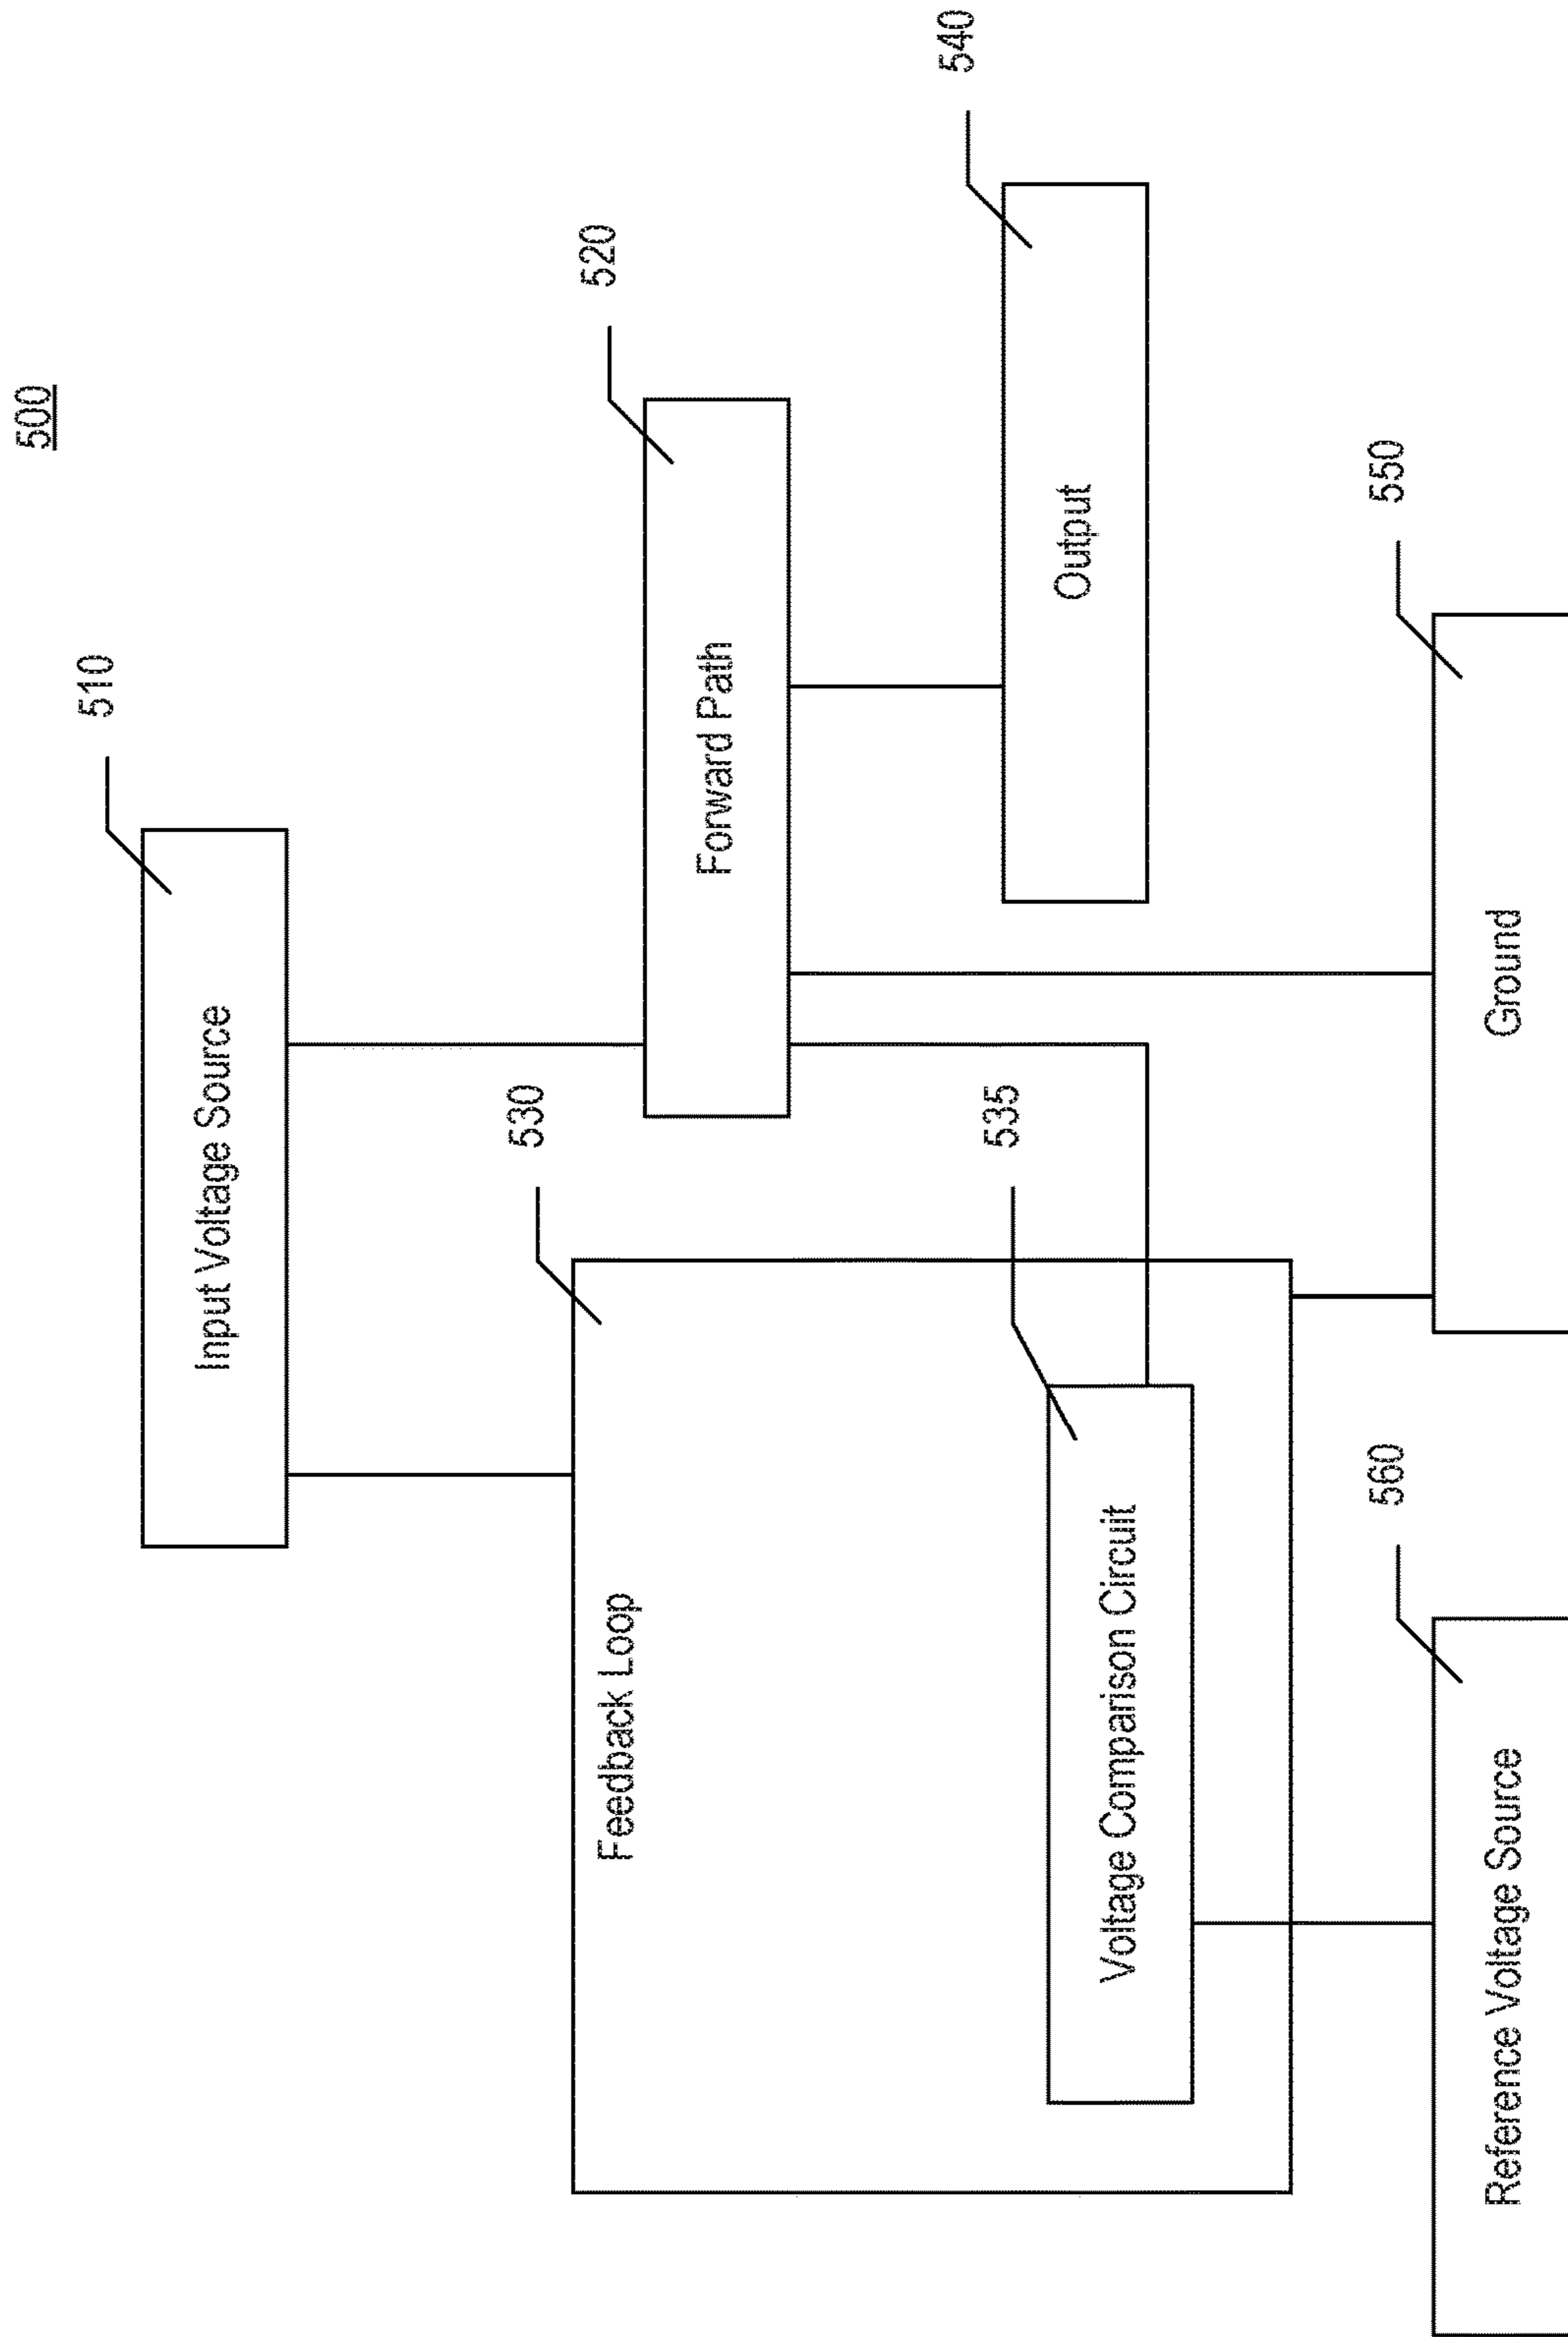 500
510
Input Voltage Source
530
Feedback Loop
520
Forward Path
535
Voltage Comparison Circuit
540
Output
560
Reference Voltage Source
550
Ground